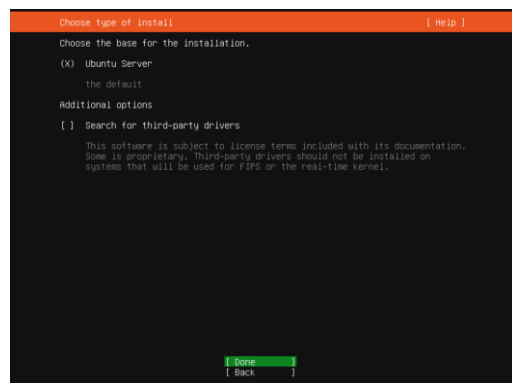 Choose type of install [ Help ]
Choose the base for the installation.
(X) Ubuntu Server
the default
Additional options
[ ] Search for third-party drivers
This software is subject to license terms included with its documentation.
Some is proprietary. Third-party drivers should not be installed on
systems that will be used for FIPS or the real-time kernel.
[ Done ]
[ Back ]